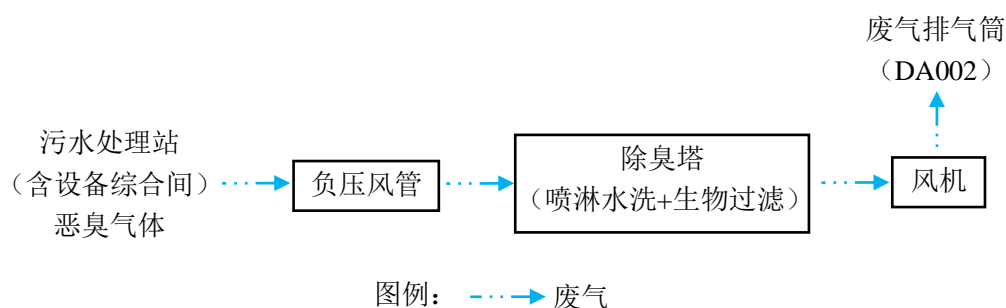 废气排气筒
（DA002）
污水处理站
（含设备综合间）
恶臭气体
负压风管
除臭塔
（喷淋水洗+生物过滤）
风机
图例：
废气